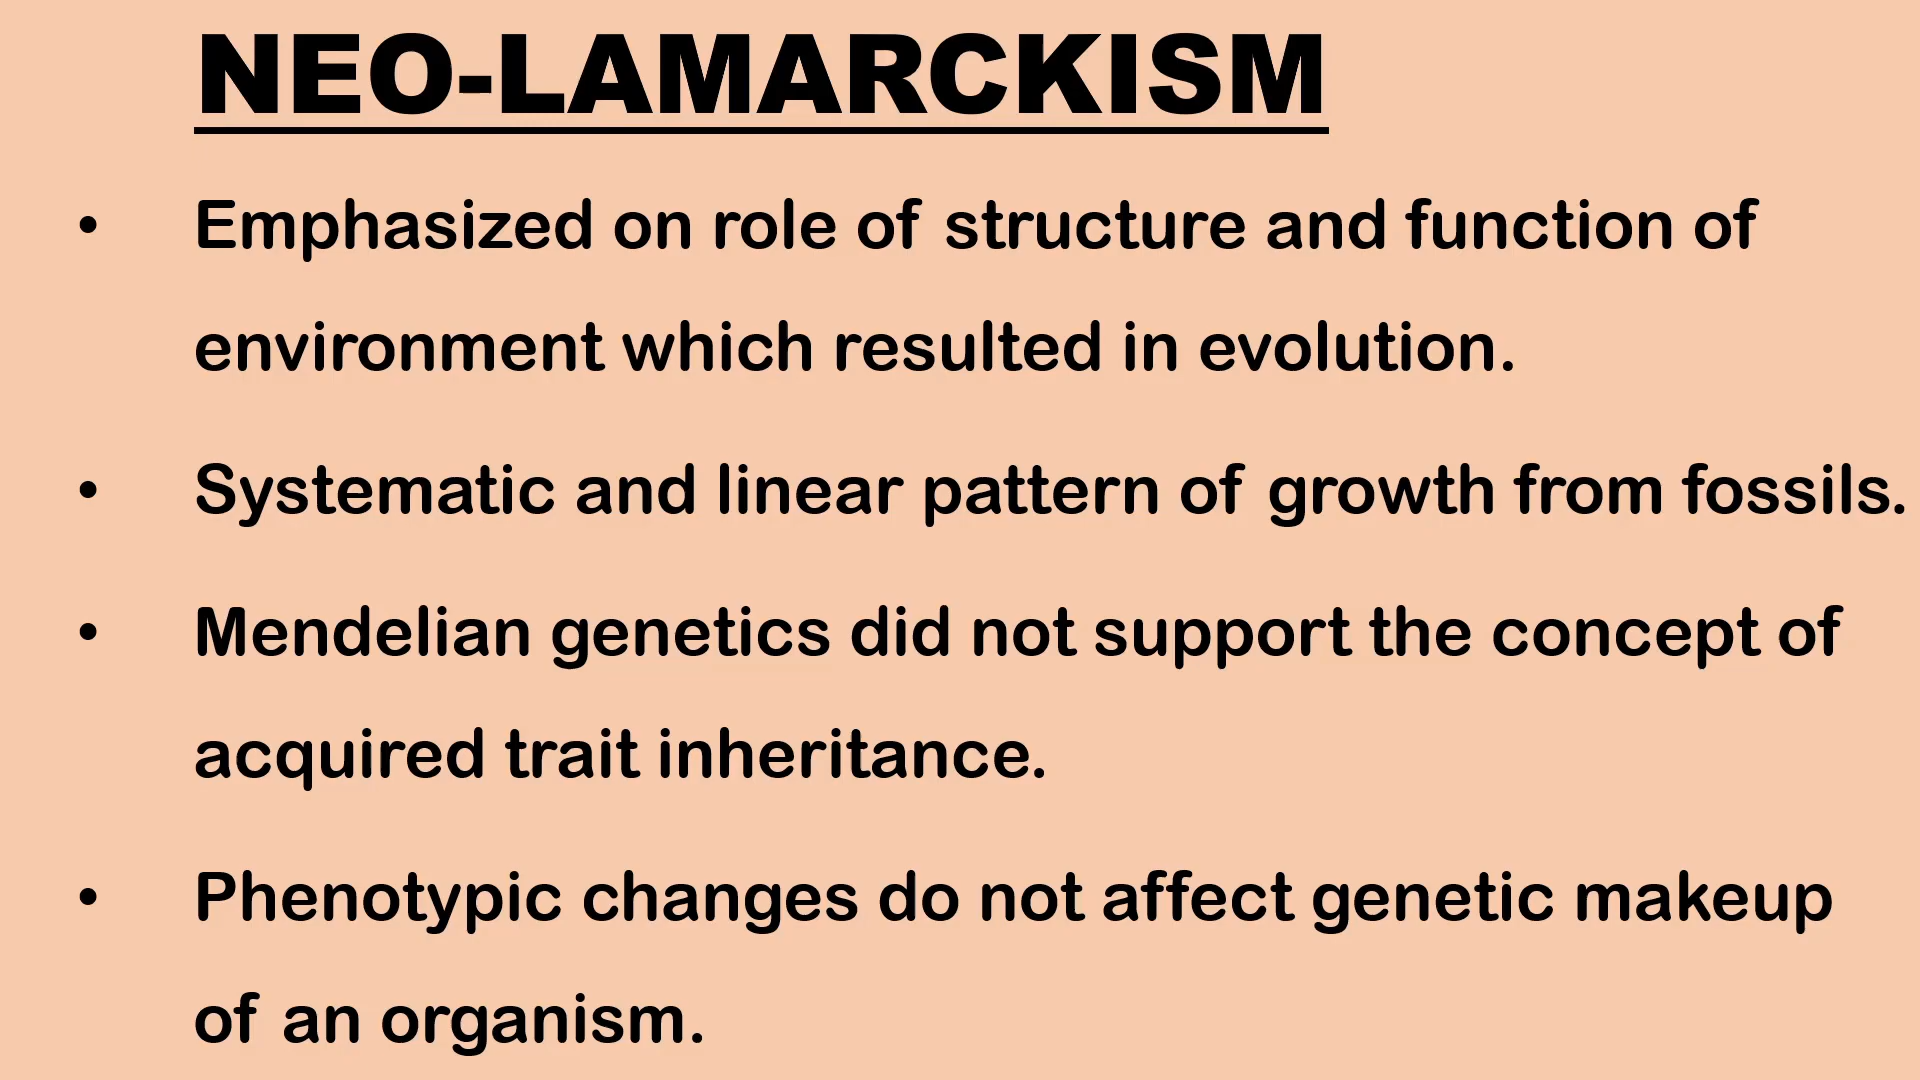 NEO-LAMARCKISM
• Emphasized on role of structure and function of
environment which resulted in evolution.
• Systematic and linear pattern of growth from fossils.
• Mendelian genetics did not support the concept of
acquired trait inheritance.
• Phenotypic changes do not affect genetic makeup
of an organism.